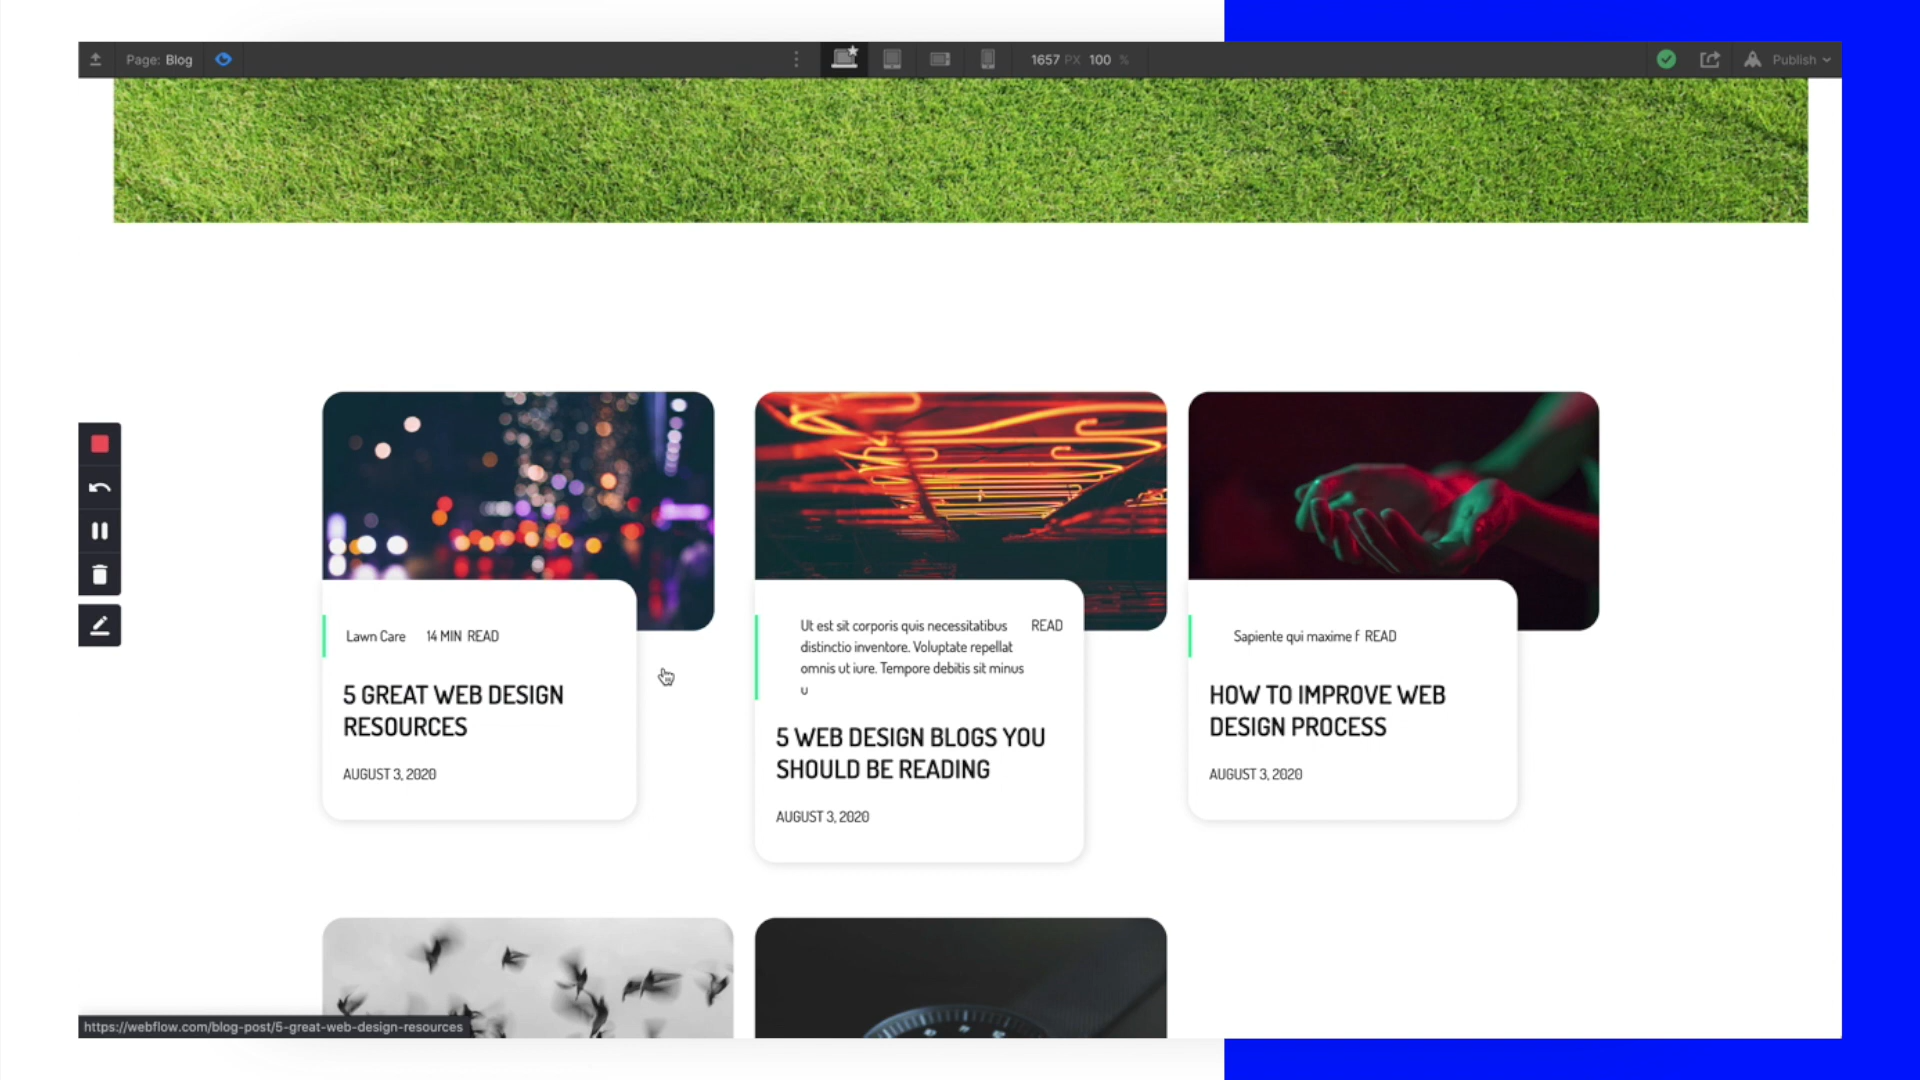 Page: Blog
1657 PX 100 %
Publish
Lawn Care 14 MIN READ
5 GREAT WEB DESIGN
RESOURCES
AUGUST 3, 2020
Ut est sit corporis quis necessitatibus READ
distinctio inventore. Voluptate repellat
omnis ut iure. Tempore debitis sit minus
u
5 WEB DESIGN BLOGS YOU
SHOULD BE READING
AUGUST 3, 2020
Sapiente qui maxime f READ
HOW TO IMPROVE WEB
DESIGN PROCESS
AUGUST 3, 2020
https://webflow.com/blog-post/5-great-web-design-resources